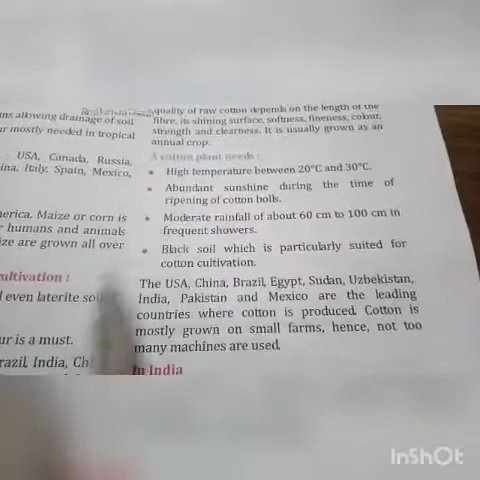 ns allowing drainage of soil
ur mostly needed in tropical
: USA, Canada, Russia,
ina, Italy, Spain, Mexico,
erica. Maize or corn is
r humans and animals
ize are grown all over
ultivation :
l even laterite so
ur is a must.
razil, India, Ch
quality of raw cotton depends on the length of the
fibre, its shining surface, softness, fineness, colour,
strength and clearness. It is usually grown as an
annual crop.
A cotton plant needs :
• High temperature between 20°C and 30°C.
• Abundant sunshine during the time of
ripening of cotton bolls.
• Moderate rainfall of about 60 cm to 100 cm in
frequent showers.
• Black soil which is particularly suited for
cotton cultivation.
The USA, China, Brazil, Egypt, Sudan, Uzbekistan,
India, Pakistan and Mexico are the leading
countries where cotton is produced. Cotton is
mostly grown on small farms, hence, not too
many machines are used.
In India
InShOt